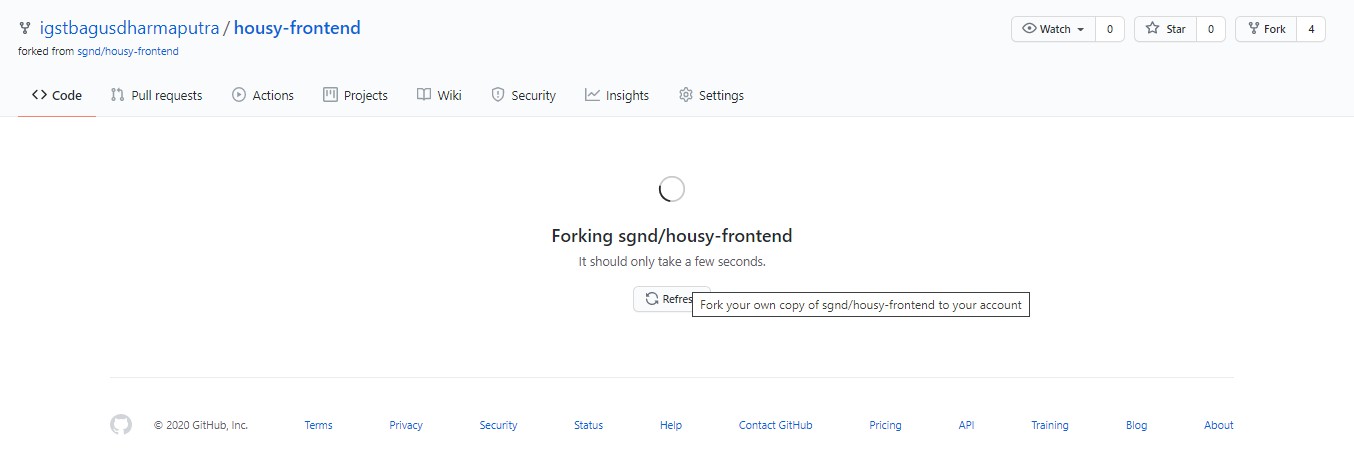 igstbagusdharmaputra / housy-frontend
Watch 0 Star 0 Fork 4
forked from sgnd/housy-frontend
Code Pull requests Actions Projects Wiki Security Insights Settings
Forking sgnd/housy-frontend
It should only take a few seconds.
Refres
Fork your own copy of sgnd/housy-frontend to your account
© 2020 GitHub, Inc. Terms Privacy Security Status Help Contact GitHub Pricing API Training Blog About